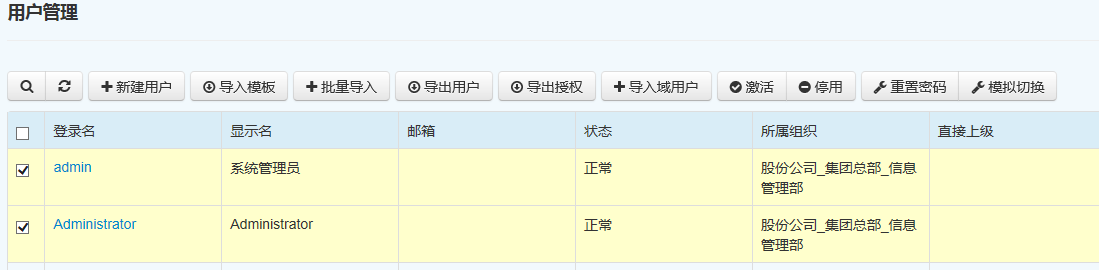 用户管理
新建用户 导入模板 批量导入 导出用户 导出授权 导入域用户 激活 停用 重置密码 模拟切换
登录名 显示名 邮箱 状态 所属组织 直接上级
admin 系统管理员 正常 股份公司_集团总部_信息
管理部
Administrator Administrator 正常 股份公司_集团总部_信息
管理部